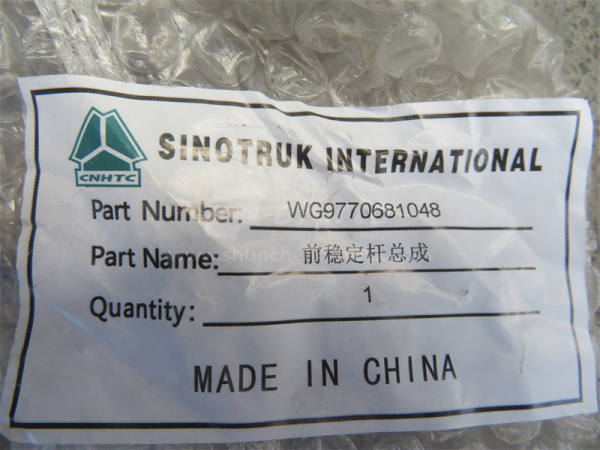 SINOTRUK INTERNATIONAL
CNHTC
Part Number: WG9770681048
Part Name: 前稳定杆总成
Quantity: 1
MADE IN CHINA